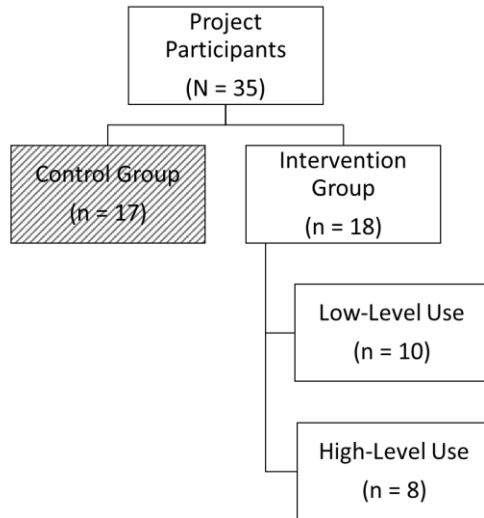 Project
Participants
(N = 35)
Control Group
(n = 17)
Intervention
Group
(n = 18)
Low-Level Use
(n = 10)
High-Level Use
(n = 8)